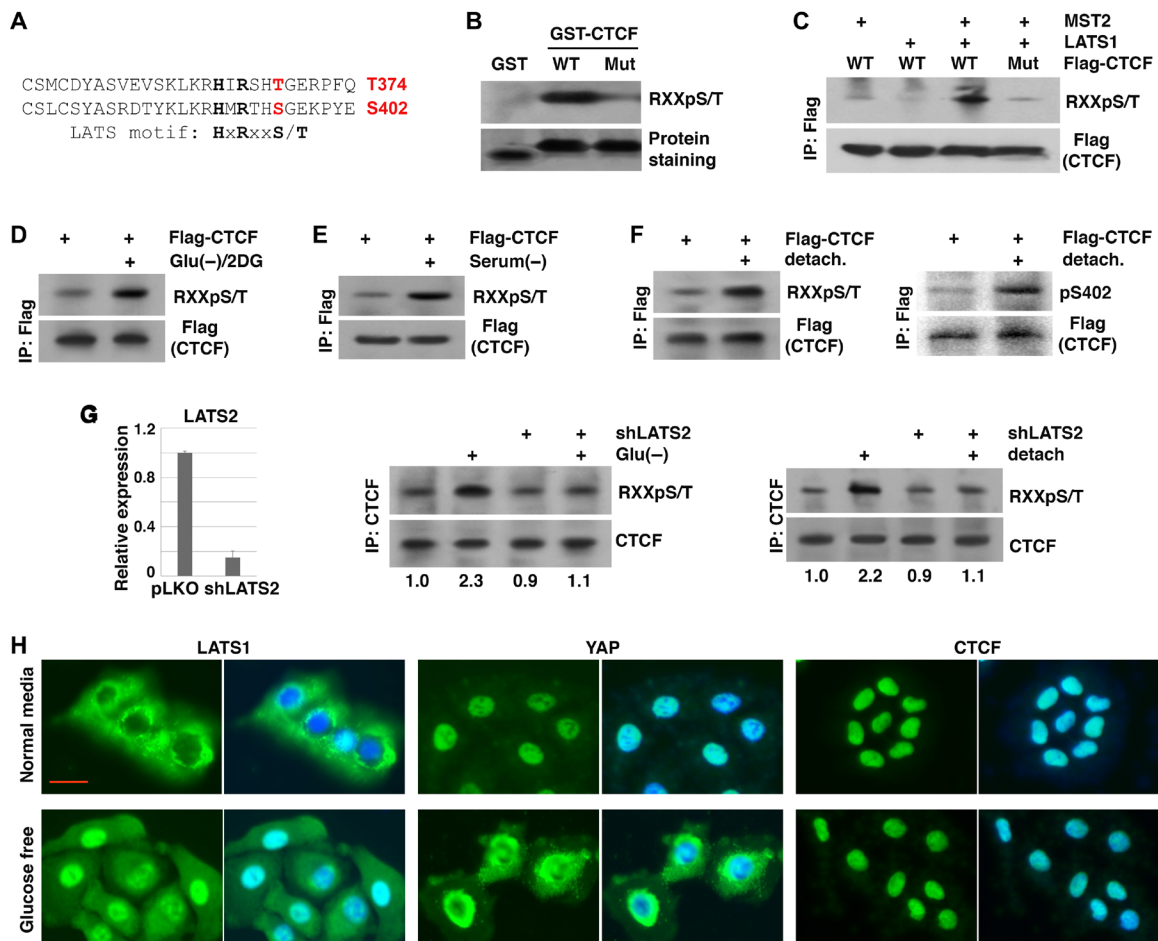 A
CSMCDYASVEVSKLKRHIRSHTGERPFQ T374
CSLCSYASRDTYKLKRHMRTHSGEKPYE S402
LATS motif: HxRxxS/T
B
GST-CTCF
GST WT Mut
RXXpS/T
Protein
staining
C
+ + + MST2
+ + + LATS1
WT WT WT Mut Flag-CTCF
IP: Flag
RXXpS/T
Flag
(CTCF)
D
+ + Flag-CTCF
+ Glu(−)/2DG
IP: Flag
RXXpS/T
Flag
(CTCF)
E
+ + Flag-CTCF
+ Serum(−)
IP: Flag
RXXpS/T
Flag
(CTCF)
F
+ + Flag-CTCF
+ detach.
IP: Flag
RXXpS/T
Flag
(CTCF)
+ + Flag-CTCF
+ detach.
IP: Flag
pS402
Flag
(CTCF)
G
LATS2
Relative expression
1.2
0.8
0.4
0
pLKO shLATS2
+ + shLATS2
+ + Glu(−)
IP: CTCF
RXXpS/T
CTCF
1.0 2.3 0.9 1.1
+ + shLATS2
+ + detach
IP: CTCF
RXXpS/T
CTCF
1.0 2.2 0.9 1.1
H
LATS1 YAP CTCF
Normal media
Glucose free